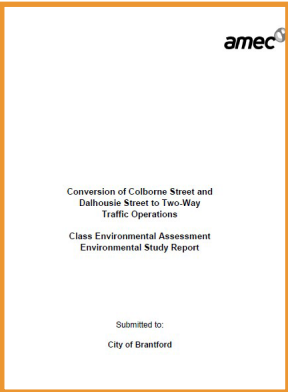 amec
Conversion of Colborne Street and
Dalhousie Street to Two-Way
Traffic Operations
Class Environmental Assessment
Environmental Study Report
Submitted to:
City of Brantford